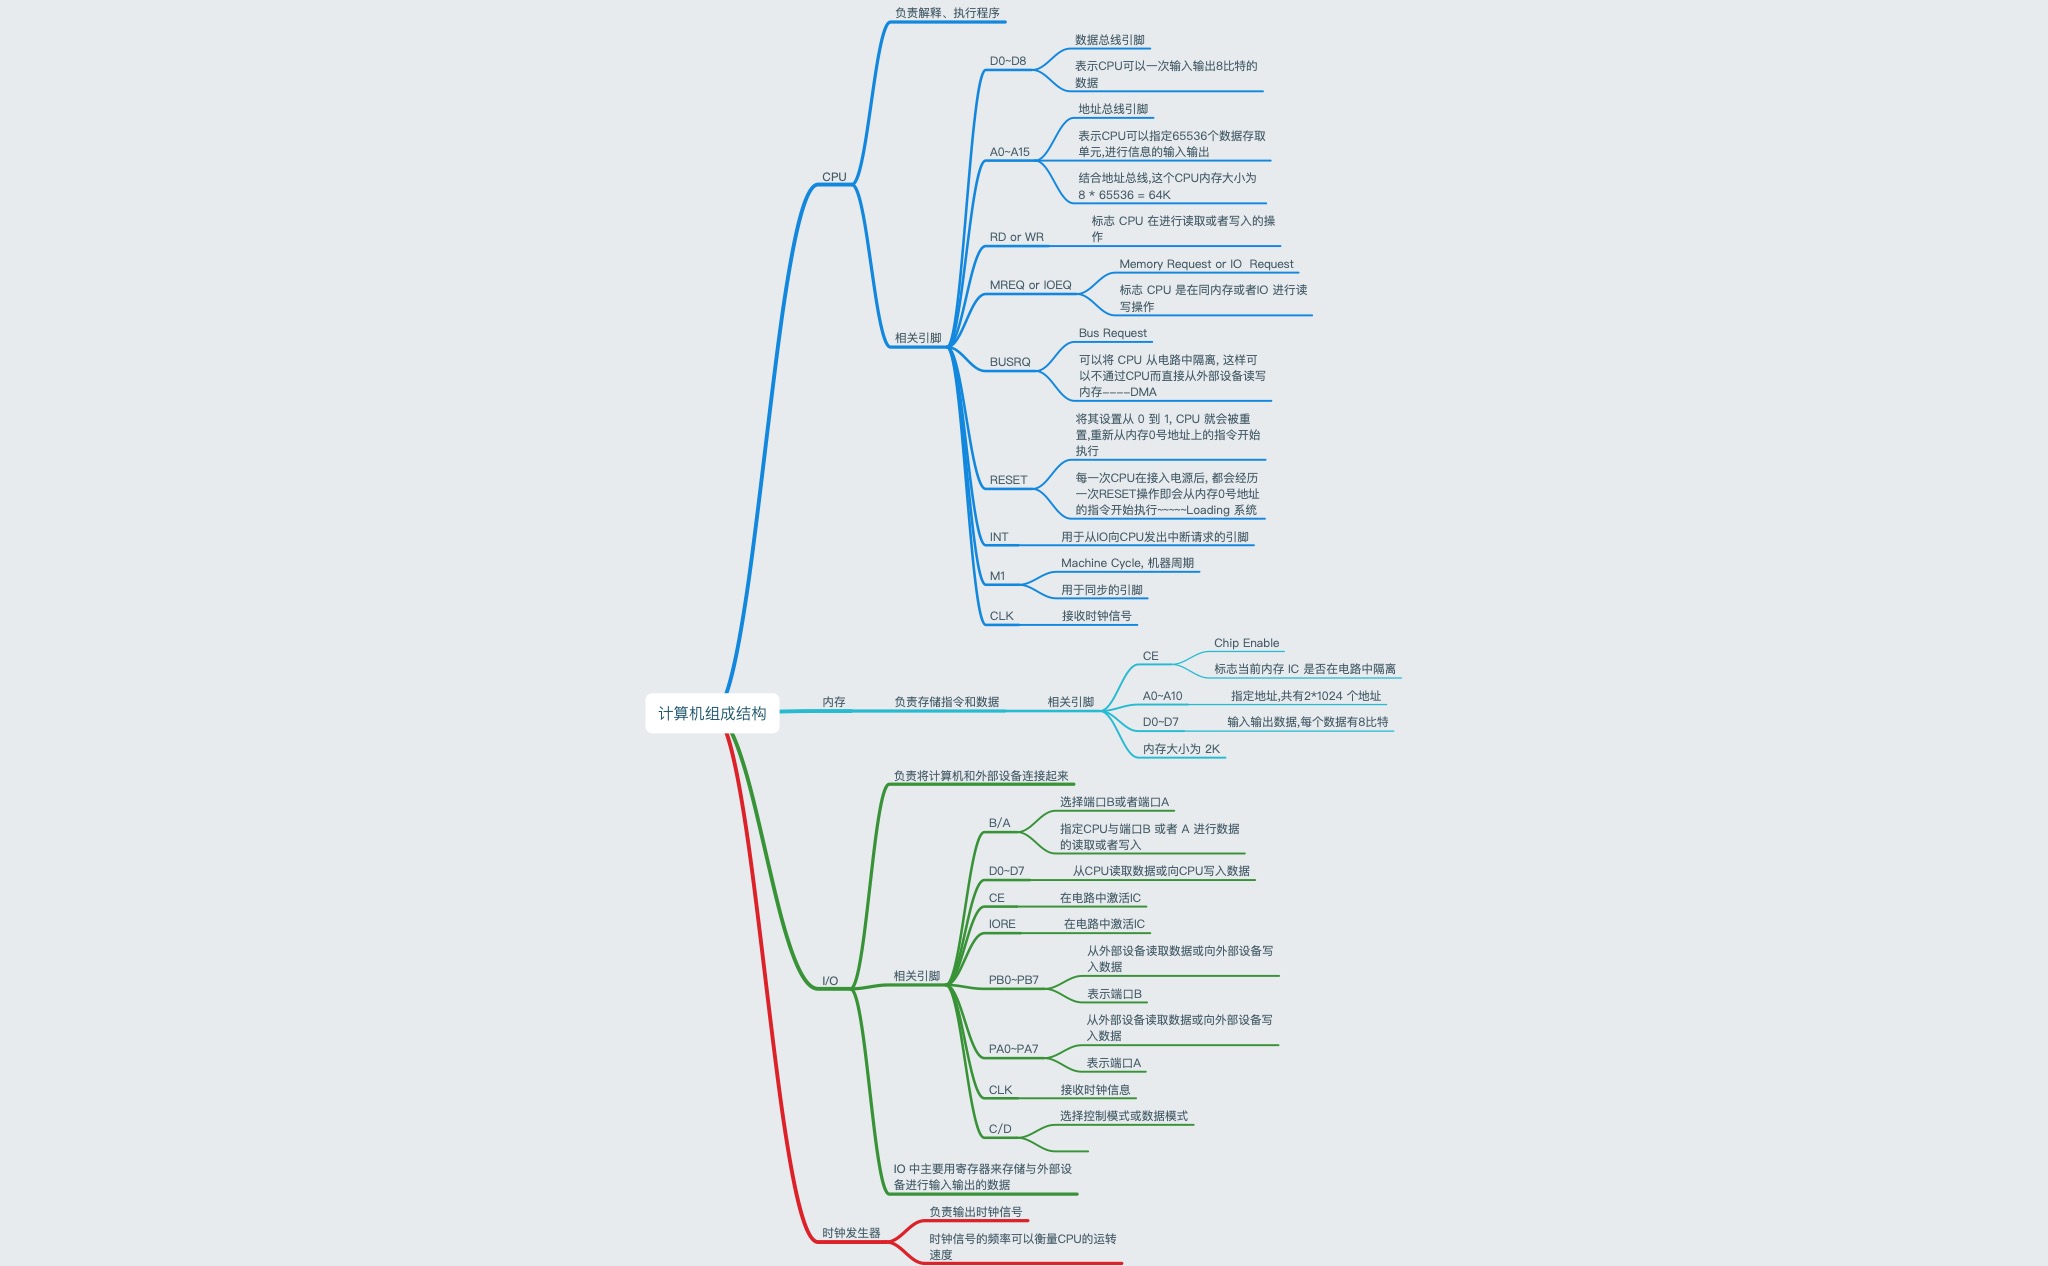 负责解释、执行程序
数据总线引脚
D0~D8
表示CPU可以一次输入输出8比特的
数据
地址总线引脚
表示CPU可以指定65536个数据存取
单元,进行信息的输入输出
A0~A15
结合地址总线,这个CPU内存大小为
8 * 65536 = 64K
CPU
标志 CPU 在进行读取或者写入的操
作
RD or WR
Memory Request or IO  Request
MREQ or IOEQ
标志 CPU 是在同内存或者IO 进行读
写操作
相关引脚
Bus Request
BUSRQ
可以将 CPU 从电路中隔离, 这样可
以不通过CPU而直接从外部设备读写
内存----DMA
将其设置从 0 到 1, CPU 就会被重
置,重新从内存0号地址上的指令开始
执行
RESET
每一次CPU在接入电源后, 都会经历
一次RESET操作即会从内存0号地址
的指令开始执行~~~~~Loading 系统
INT
用于从IO向CPU发出中断请求的引脚
Machine Cycle, 机器周期
M1
用于同步的引脚
CLK
接收时钟信号
Chip Enable
CE
标志当前内存 IC 是否在电路中隔离
计算机组成结构
内存
负责存储指令和数据
相关引脚
A0~A10
指定地址,共有2*1024 个地址
D0~D7
输入输出数据,每个数据有8比特
内存大小为 2K
负责将计算机和外部设备连接起来
选择端口B或者端口A
B/A
指定CPU与端口B 或者 A 进行数据
的读取或者写入
D0~D7
从CPU读取数据或向CPU写入数据
CE
在电路中激活IC
IORE
在电路中激活IC
I/O
相关引脚
从外部设备读取数据或向外部设备写
入数据
PB0~PB7
表示端口B
从外部设备读取数据或向外部设备写
入数据
PA0~PA7
表示端口A
CLK
接收时钟信息
选择控制模式或数据模式
C/D
IO 中主要用寄存器来存储与外部设
备进行输入输出的数据
负责输出时钟信号
时钟发生器
时钟信号的频率可以衡量CPU的运转
速度